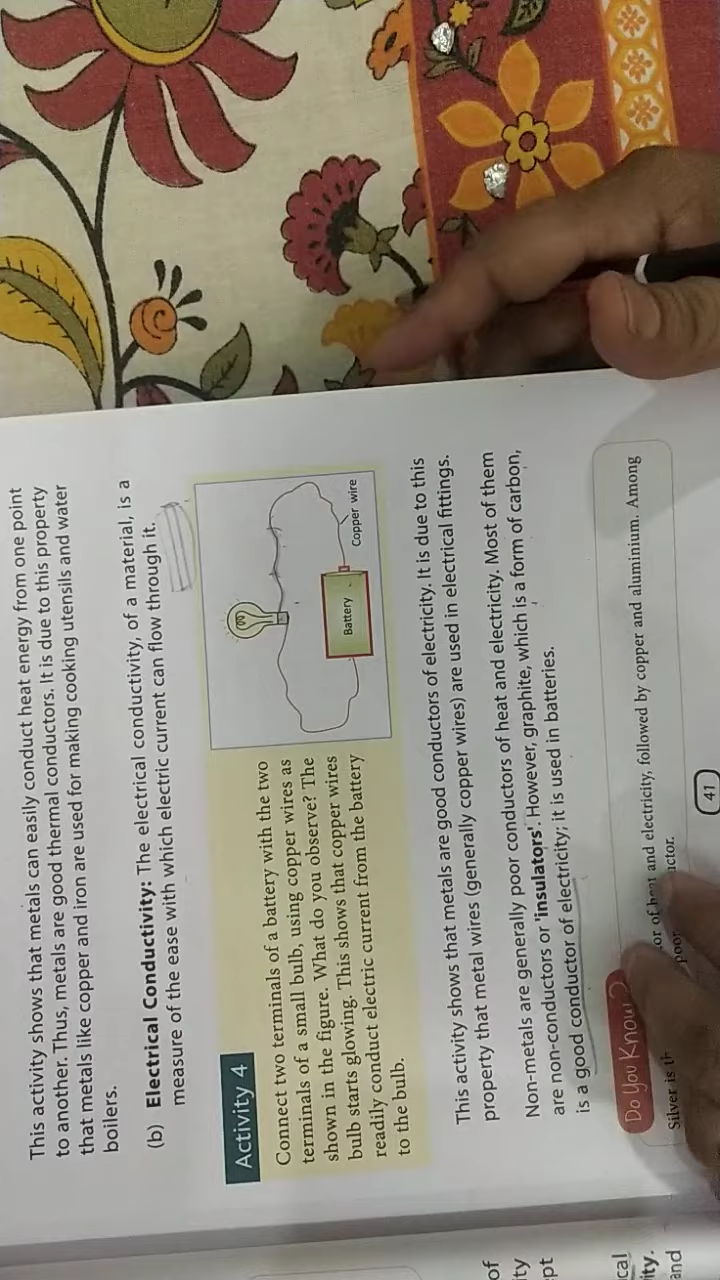 This activity shows that metals can easily conduct heat energy from one point
to another. Thus, metals are good thermal conductors. It is due to this property
that metals like copper and iron are used for making cooking utensils and water
boilers.
(b) Electrical Conductivity: The electrical conductivity, of a material, is a
measure of the ease with which electric current can flow through it.
Activity 4
Connect two terminals of a battery with the two
terminals of a small bulb, using copper wires as
shown in the figure. What do you observe? The
bulb starts glowing. This shows that copper wires
readily conduct electric current from the battery
to the bulb.
Battery
Copper wire
This activity shows that metals are good conductors of electricity. It is due to this
property that metal wires (generally copper wires) are used in electrical fittings.
Non-metals are generally poor conductors of heat and electricity. Most of them
are non-conductors or 'insulators'. However, graphite, which is a form of carbon,
is a good conductor of electricity; it is used in batteries.
Do You Know?
Silver is of heat and electricity, followed by copper and aluminium. Among
poor
41
of
ity
ept
cal
ity.
and